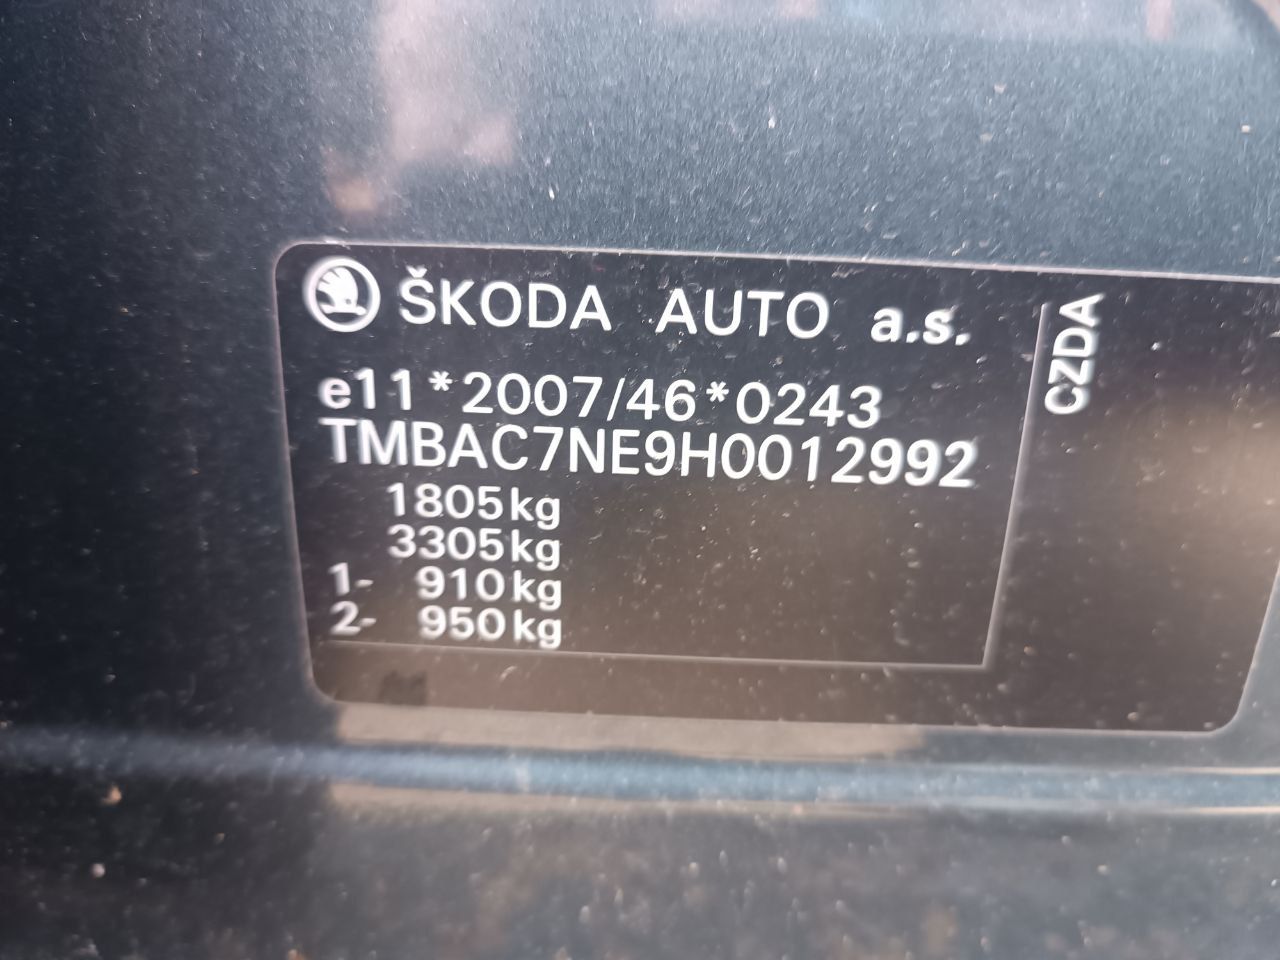 ŠKODA AUTO a.s.
e11*2007/46*0243
TMBAC7NE9H0012992
1805kg
3305kg
1- 910kg
2- 950kg
CZDA